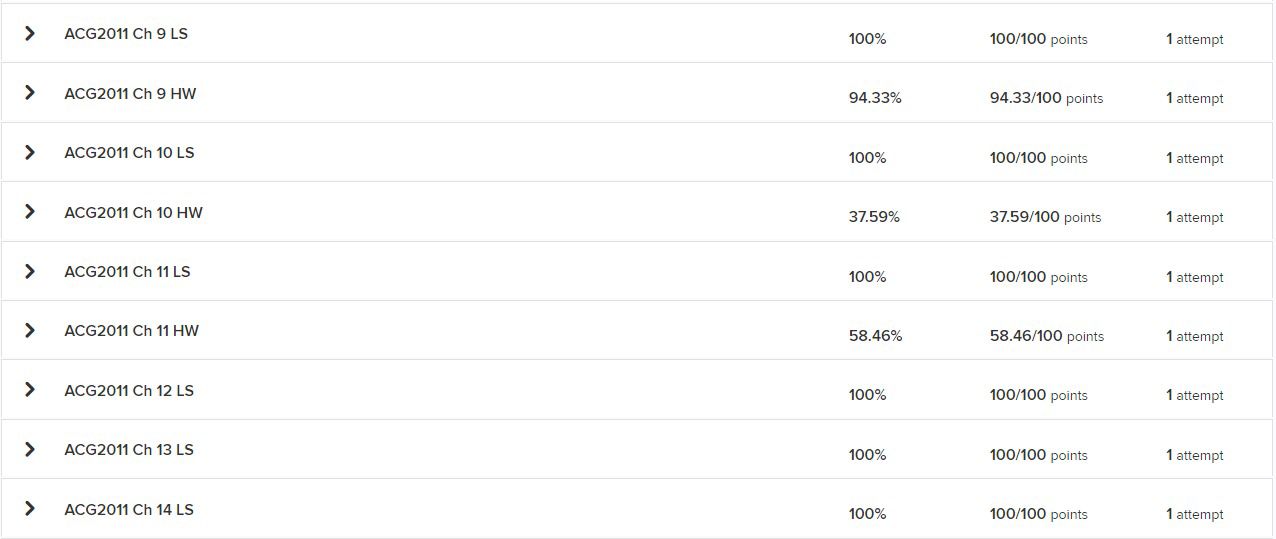 ACG2011 Ch 9 LS 100% 100/100 points 1 attempt
ACG2011 Ch 9 HW 94.33% 94.33/100 points 1 attempt
ACG2011 Ch 10 LS 100% 100/100 points 1 attempt
ACG2011 Ch 10 HW 37.59% 37.59/100 points 1 attempt
ACG2011 Ch 11 LS 100% 100/100 points 1 attempt
ACG2011 Ch 11 HW 58.46% 58.46/100 points 1 attempt
ACG2011 Ch 12 LS 100% 100/100 points 1 attempt
ACG2011 Ch 13 LS 100% 100/100 points 1 attempt
ACG2011 Ch 14 LS 100% 100/100 points 1 attempt